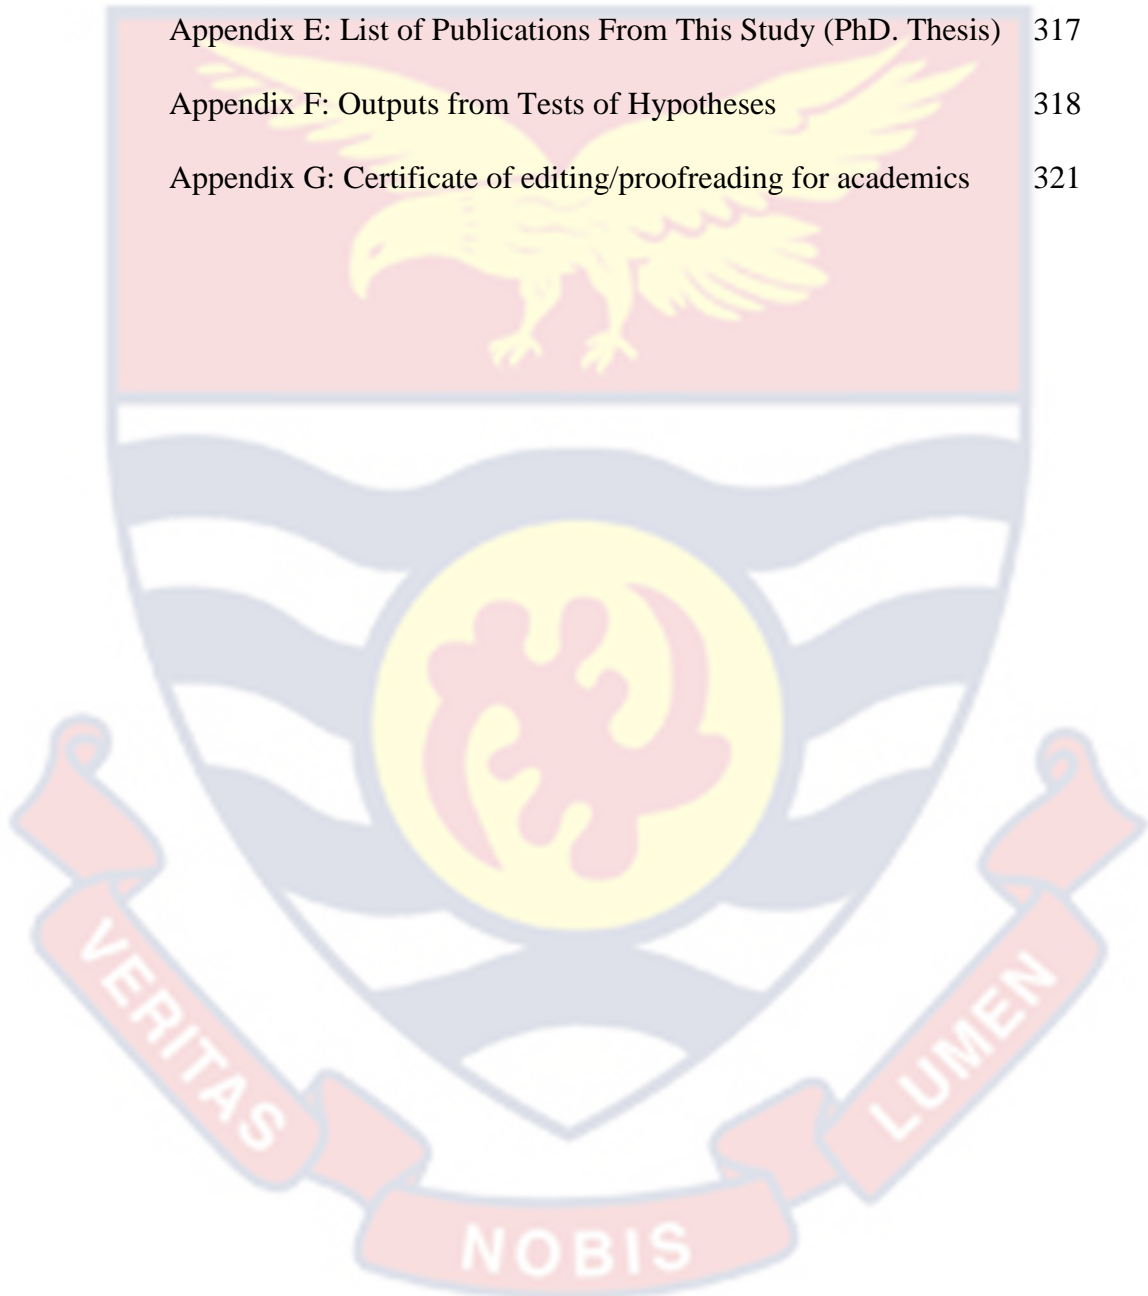 Appendix E: List of Publications From This Study (PhD. Thesis) 317
Appendix F: Outputs from Tests of Hypotheses 318
Appendix G: Certificate of editing/proofreading for academics 321
VERITAS
NOBIS
LUMEN